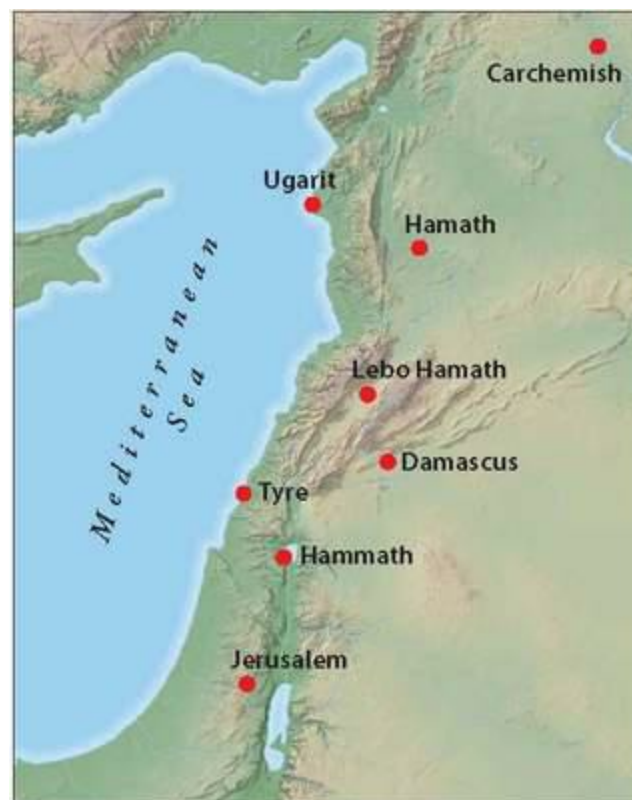 Carchemish
Ugarit
Hamath
Mediterranean
Sea
Lebo Hamath
Damascus
Tyre
Hammath
Jerusalem